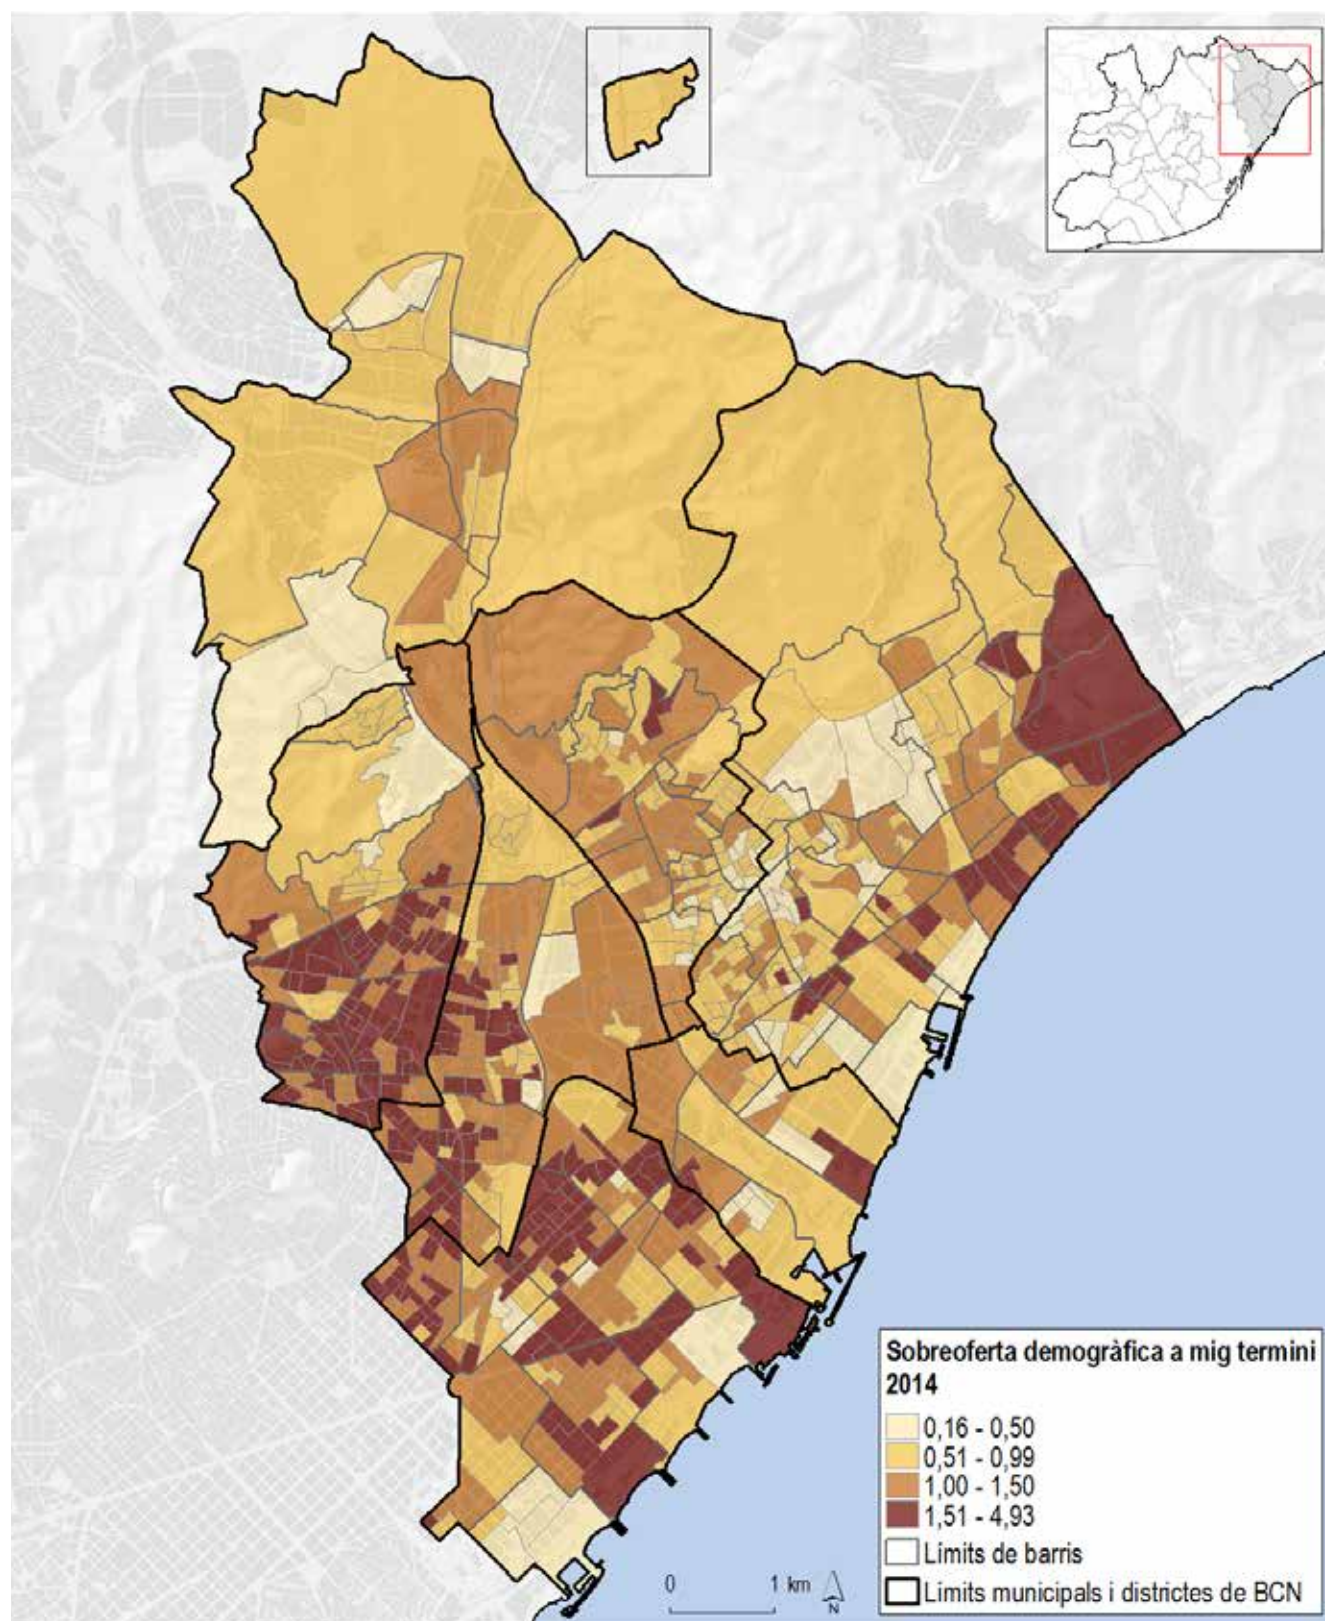 Sobreoferta demogràfica a mig termini
2014
0,16 - 0,50
0,51 - 0,99
1,00 - 1,50
1,51 - 4,93
Límits de barris
Límits municipals i districtes de BCN
0 1 km
N